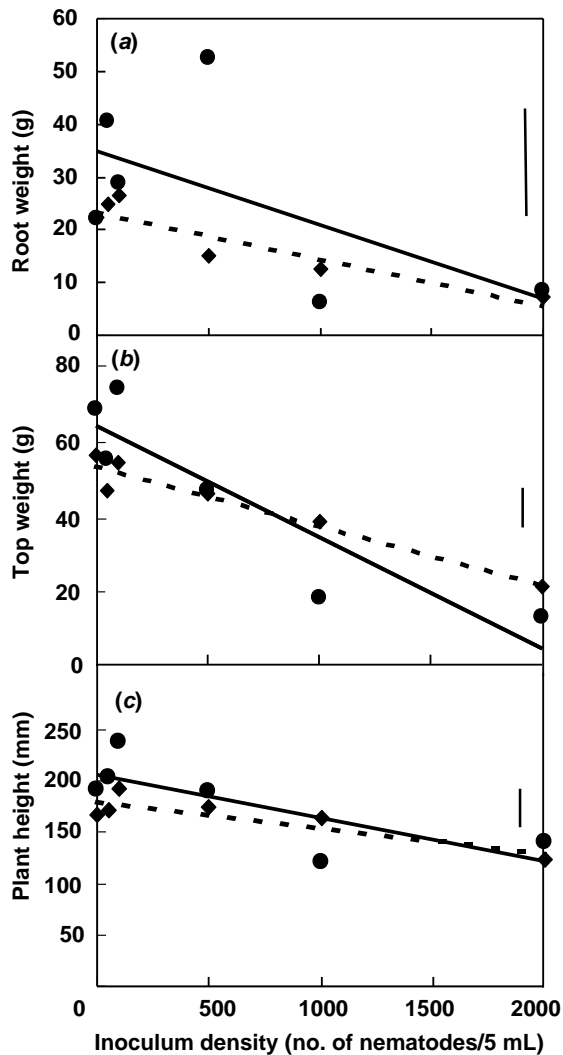 (a)
60
50
40
30
20
10
0
Root weight (g)
(b)
80
60
40
20
0
Top weight (g)
(c)
250
200
150
100
50
Plant height (mm)
0 500 1000 1500 2000
Inoculum density (no. of nematodes/5 mL)